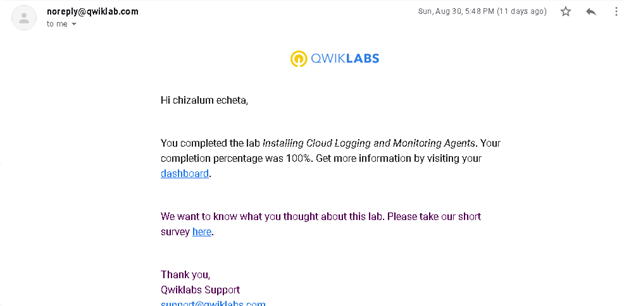 noreply@qwiklab.com
Sun, Aug 30, 5:48 PM (11 days ago)
to me
QWIKLABS
Hi chizalum echeta,
You completed the lab Installing Cloud Logging and Monitoring Agents. Your
completion percentage was 100%. Get more information by visiting your
dashboard.
We want to know what you thought about this lab. Please take our short
survey here.
Thank you,
Qwiklabs Support
support@qwiklabs.com